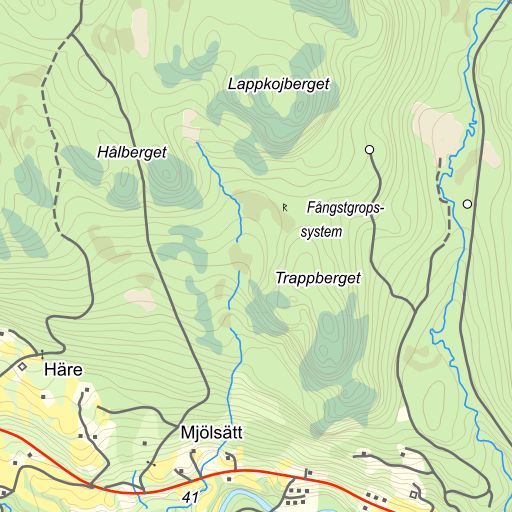 Lappkojberget
Hålberget
Fångstgrops-
system
Trappberget
Häre
Mjölsätt
41